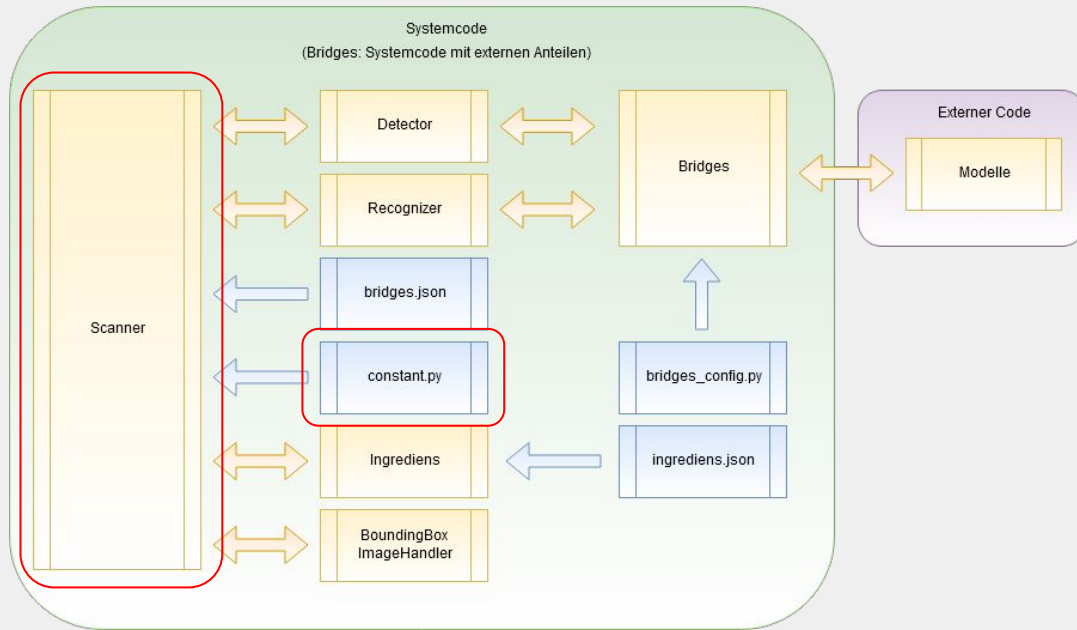 Systemcode
(Bridges: Systemcode mit externen Anteilen)
Externer Code
Detector
Bridges
Modelle
Recognizer
bridges.json
Scanner
constant.py
bridges_config.py
Ingrediens
ingrediens.json
BoundingBox
ImageHandler